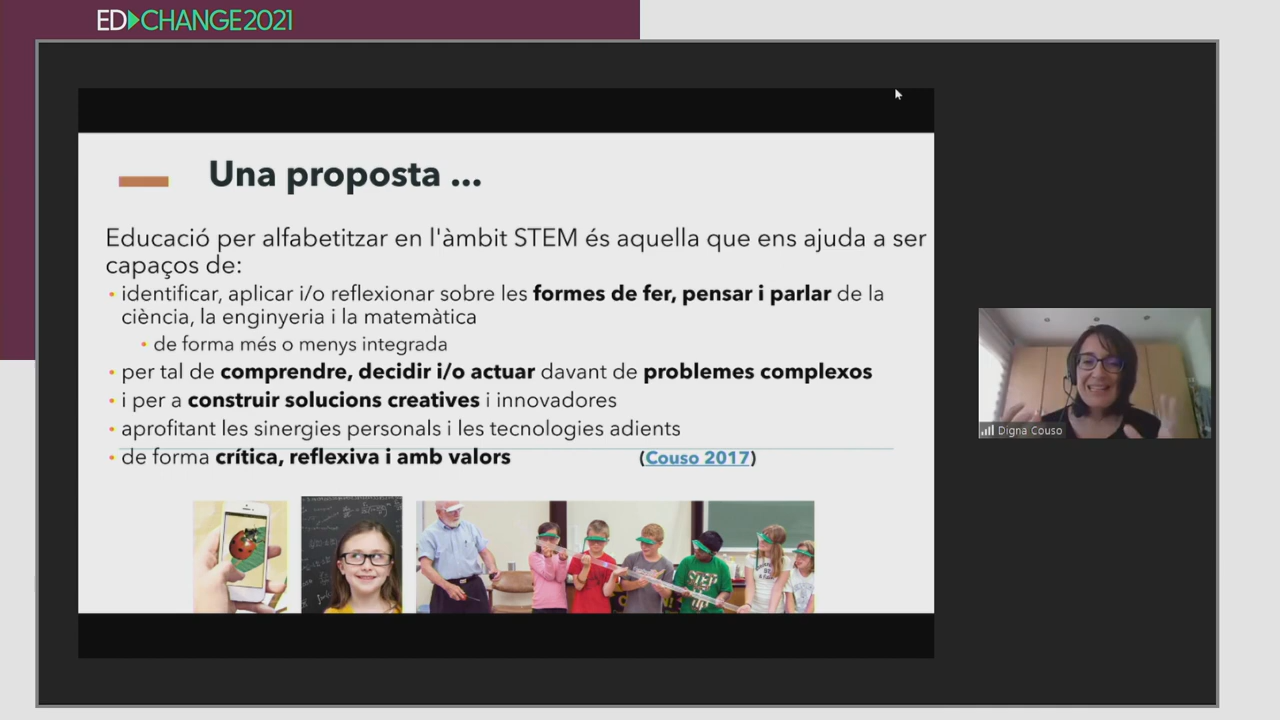 ED CHANGE2021
Una proposta ...
Educació per alfabetitzar en l'àmbit STEM és aquella que ens ajuda a ser
capaços de:
• identificar, aplicar i/o reflexionar sobre les formes de fer, pensar i parlar de la
ciència, la enginyeria i la matemàtica
• de forma més o menys integrada
• per tal de comprendre, decidir i/o actuar davant de problemes complexos
• i per a construir solucions creatives i innovadores
• aprofitant les sinergies personals i les tecnologies adients
• de forma crítica, reflexiva i amb valors (Couso 2017)
Digna Couso